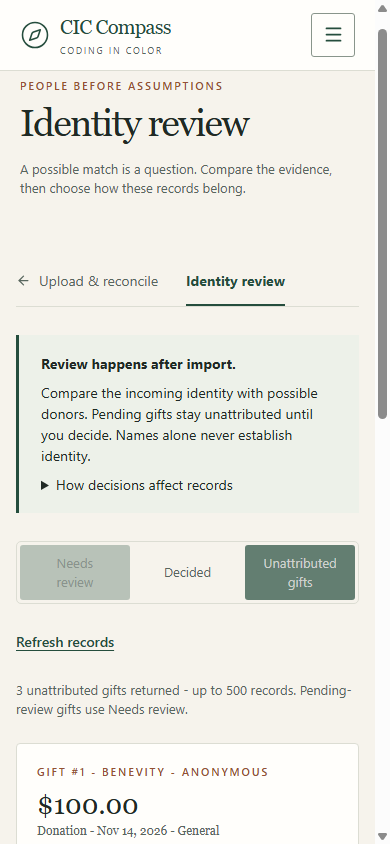 CIC Compass
CODING IN COLOR
PEOPLE BEFORE ASSUMPTIONS
Identity review
A possible match is a question. Compare the evidence,
then choose how these records belong.
← Upload & reconcile
Identity review
Review happens after import.
Compare the incoming identity with possible
donors. Pending gifts stay unattributed until
you decide. Names alone never establish
identity.
▶ How decisions affect records
Needs
review
Decided
Unattributed
gifts
Refresh records
3 unattributed gifts returned - up to 500 records. Pending-
review gifts use Needs review.
GIFT #1 - BENEVITY - ANONYMOUS
$100.00
Donation - Nov 14, 2026 - General